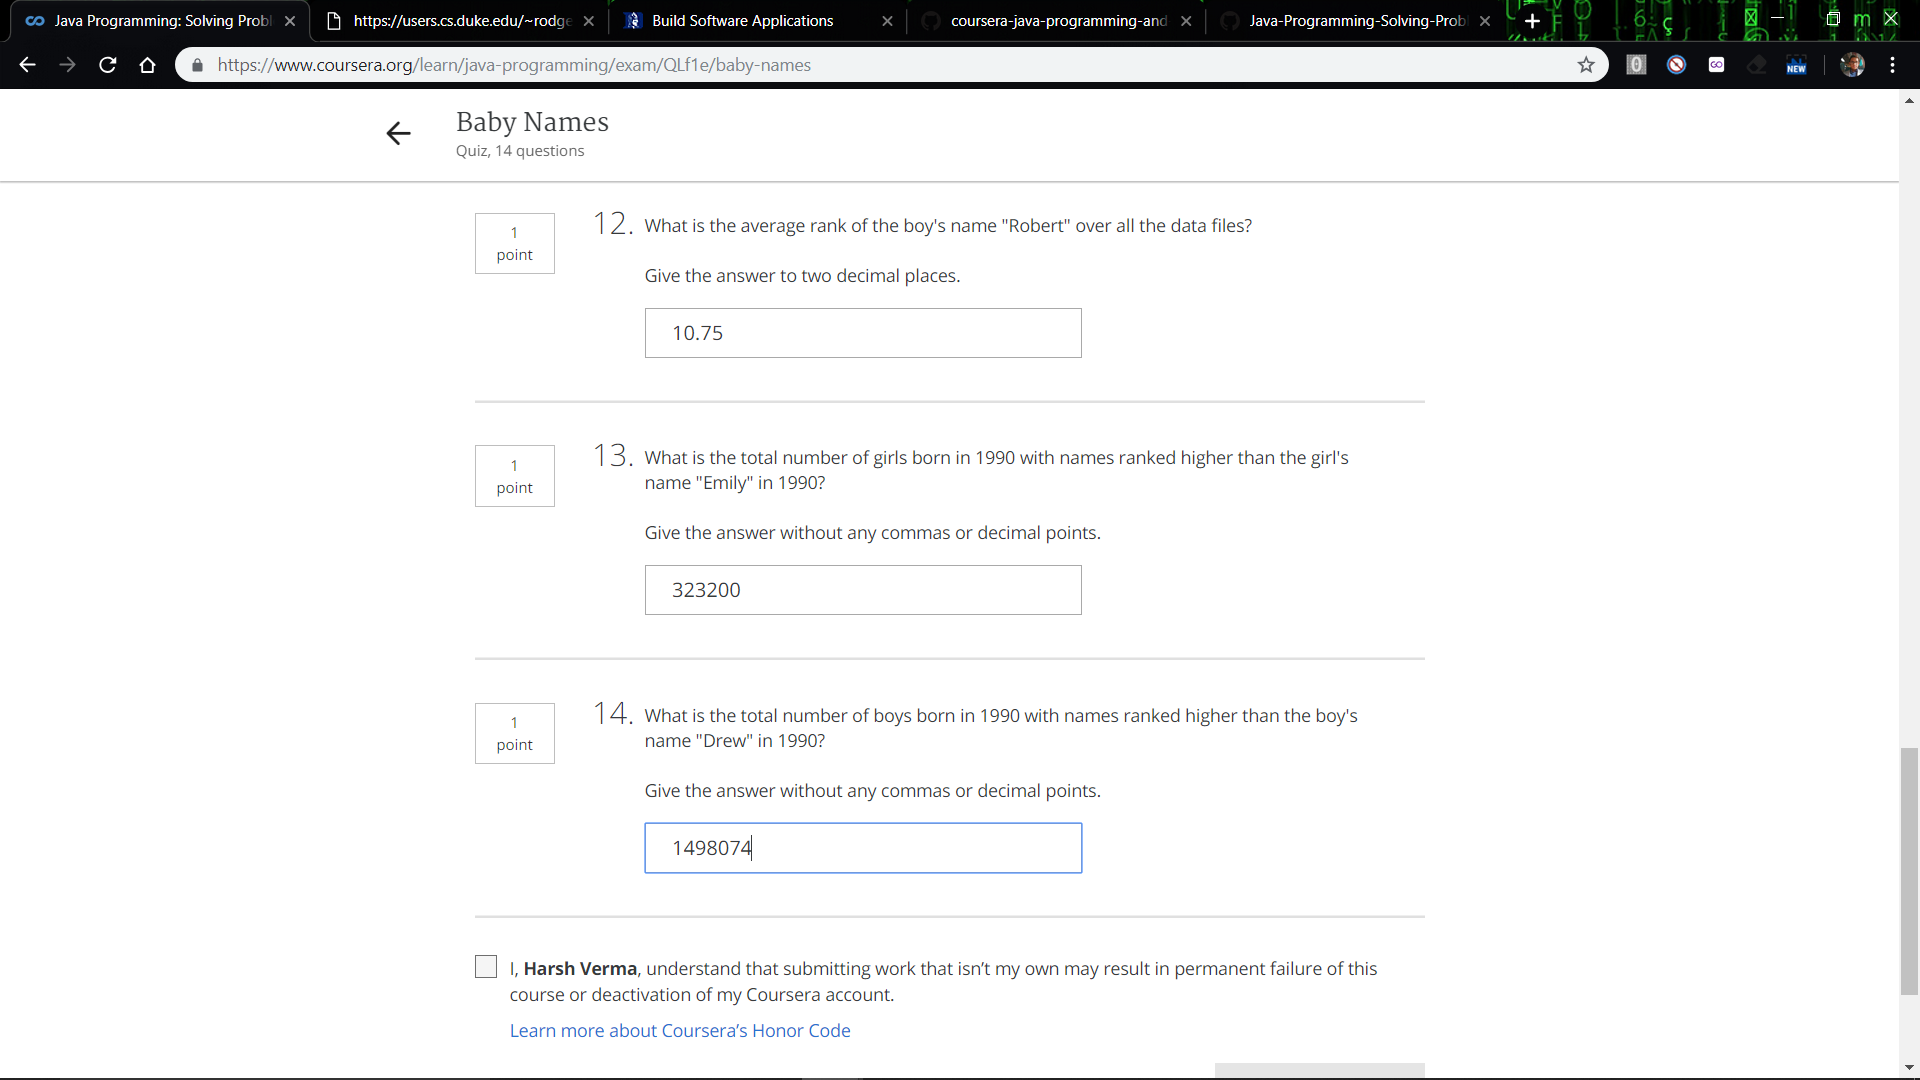 Java Programming: Solving Probl
https://users.cs.duke.edu/~rodge
Build Software Applications
coursera-java-programming-and
Java-Programming-Solving-Probl
https://www.coursera.org/learn/java-programming/exam/QLf1e/baby-names
NEW
Baby Names
Quiz, 14 questions
1
point
12. What is the average rank of the boy's name "Robert" over all the data files?
Give the answer to two decimal places.
10.75
1
point
13. What is the total number of girls born in 1990 with names ranked higher than the girl's
name "Emily" in 1990?
Give the answer without any commas or decimal points.
323200
1
point
14. What is the total number of boys born in 1990 with names ranked higher than the boy's
name "Drew" in 1990?
Give the answer without any commas or decimal points.
1498074
I, Harsh Verma, understand that submitting work that isn’t my own may result in permanent failure of this
course or deactivation of my Coursera account.
Learn more about Coursera’s Honor Code